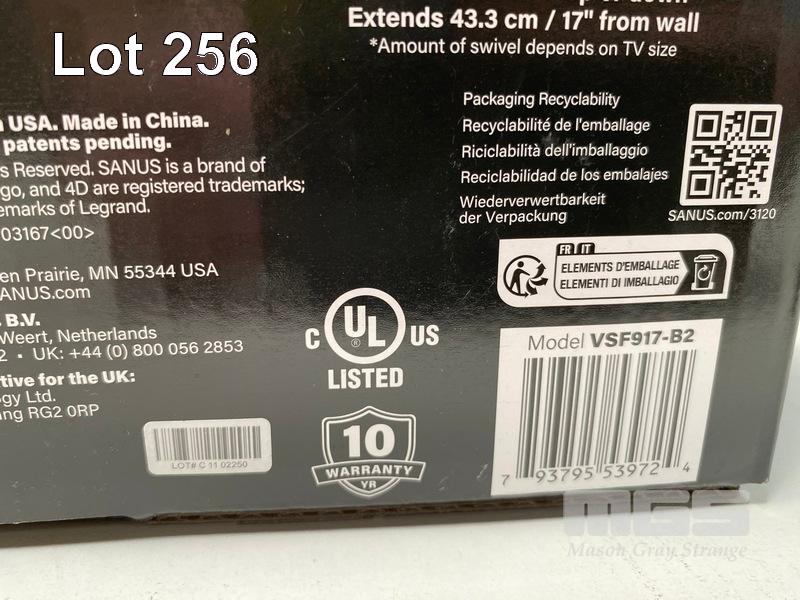 Lot 256
Extends 43.3 cm / 17" from wall
*Amount of swivel depends on TV size
USA. Made in China.
patents pending.
s Reserved. SANUS is a brand of
go, and 4D are registered trademarks;
emarks of Legrand.
03167<00>
en Prairie, MN 55344 USA
ANUS.com
B.V.
Weert, Netherlands
2 • UK: +44 (0) 800 056 2853
tive for the UK:
gy Ltd.
ng RG2 0RP
Packaging Recyclability
Recyclabilité de l'emballage
Riciclabilità dell'imballaggio
Reciclabilidad de los embalajes
Wiederverwertbarkeit
der Verpackung
SANUS.com/3120
FR IT
ELEMENTS D'EMBALLAGE
ELEMENTI DI IMBALLAGIO
C UL® US
LISTED
10
WARRANTY
YR
LOT# C 11 02250
Model VSF917-B2
7 93795 53972 4
MGS
Mason Gray Strange